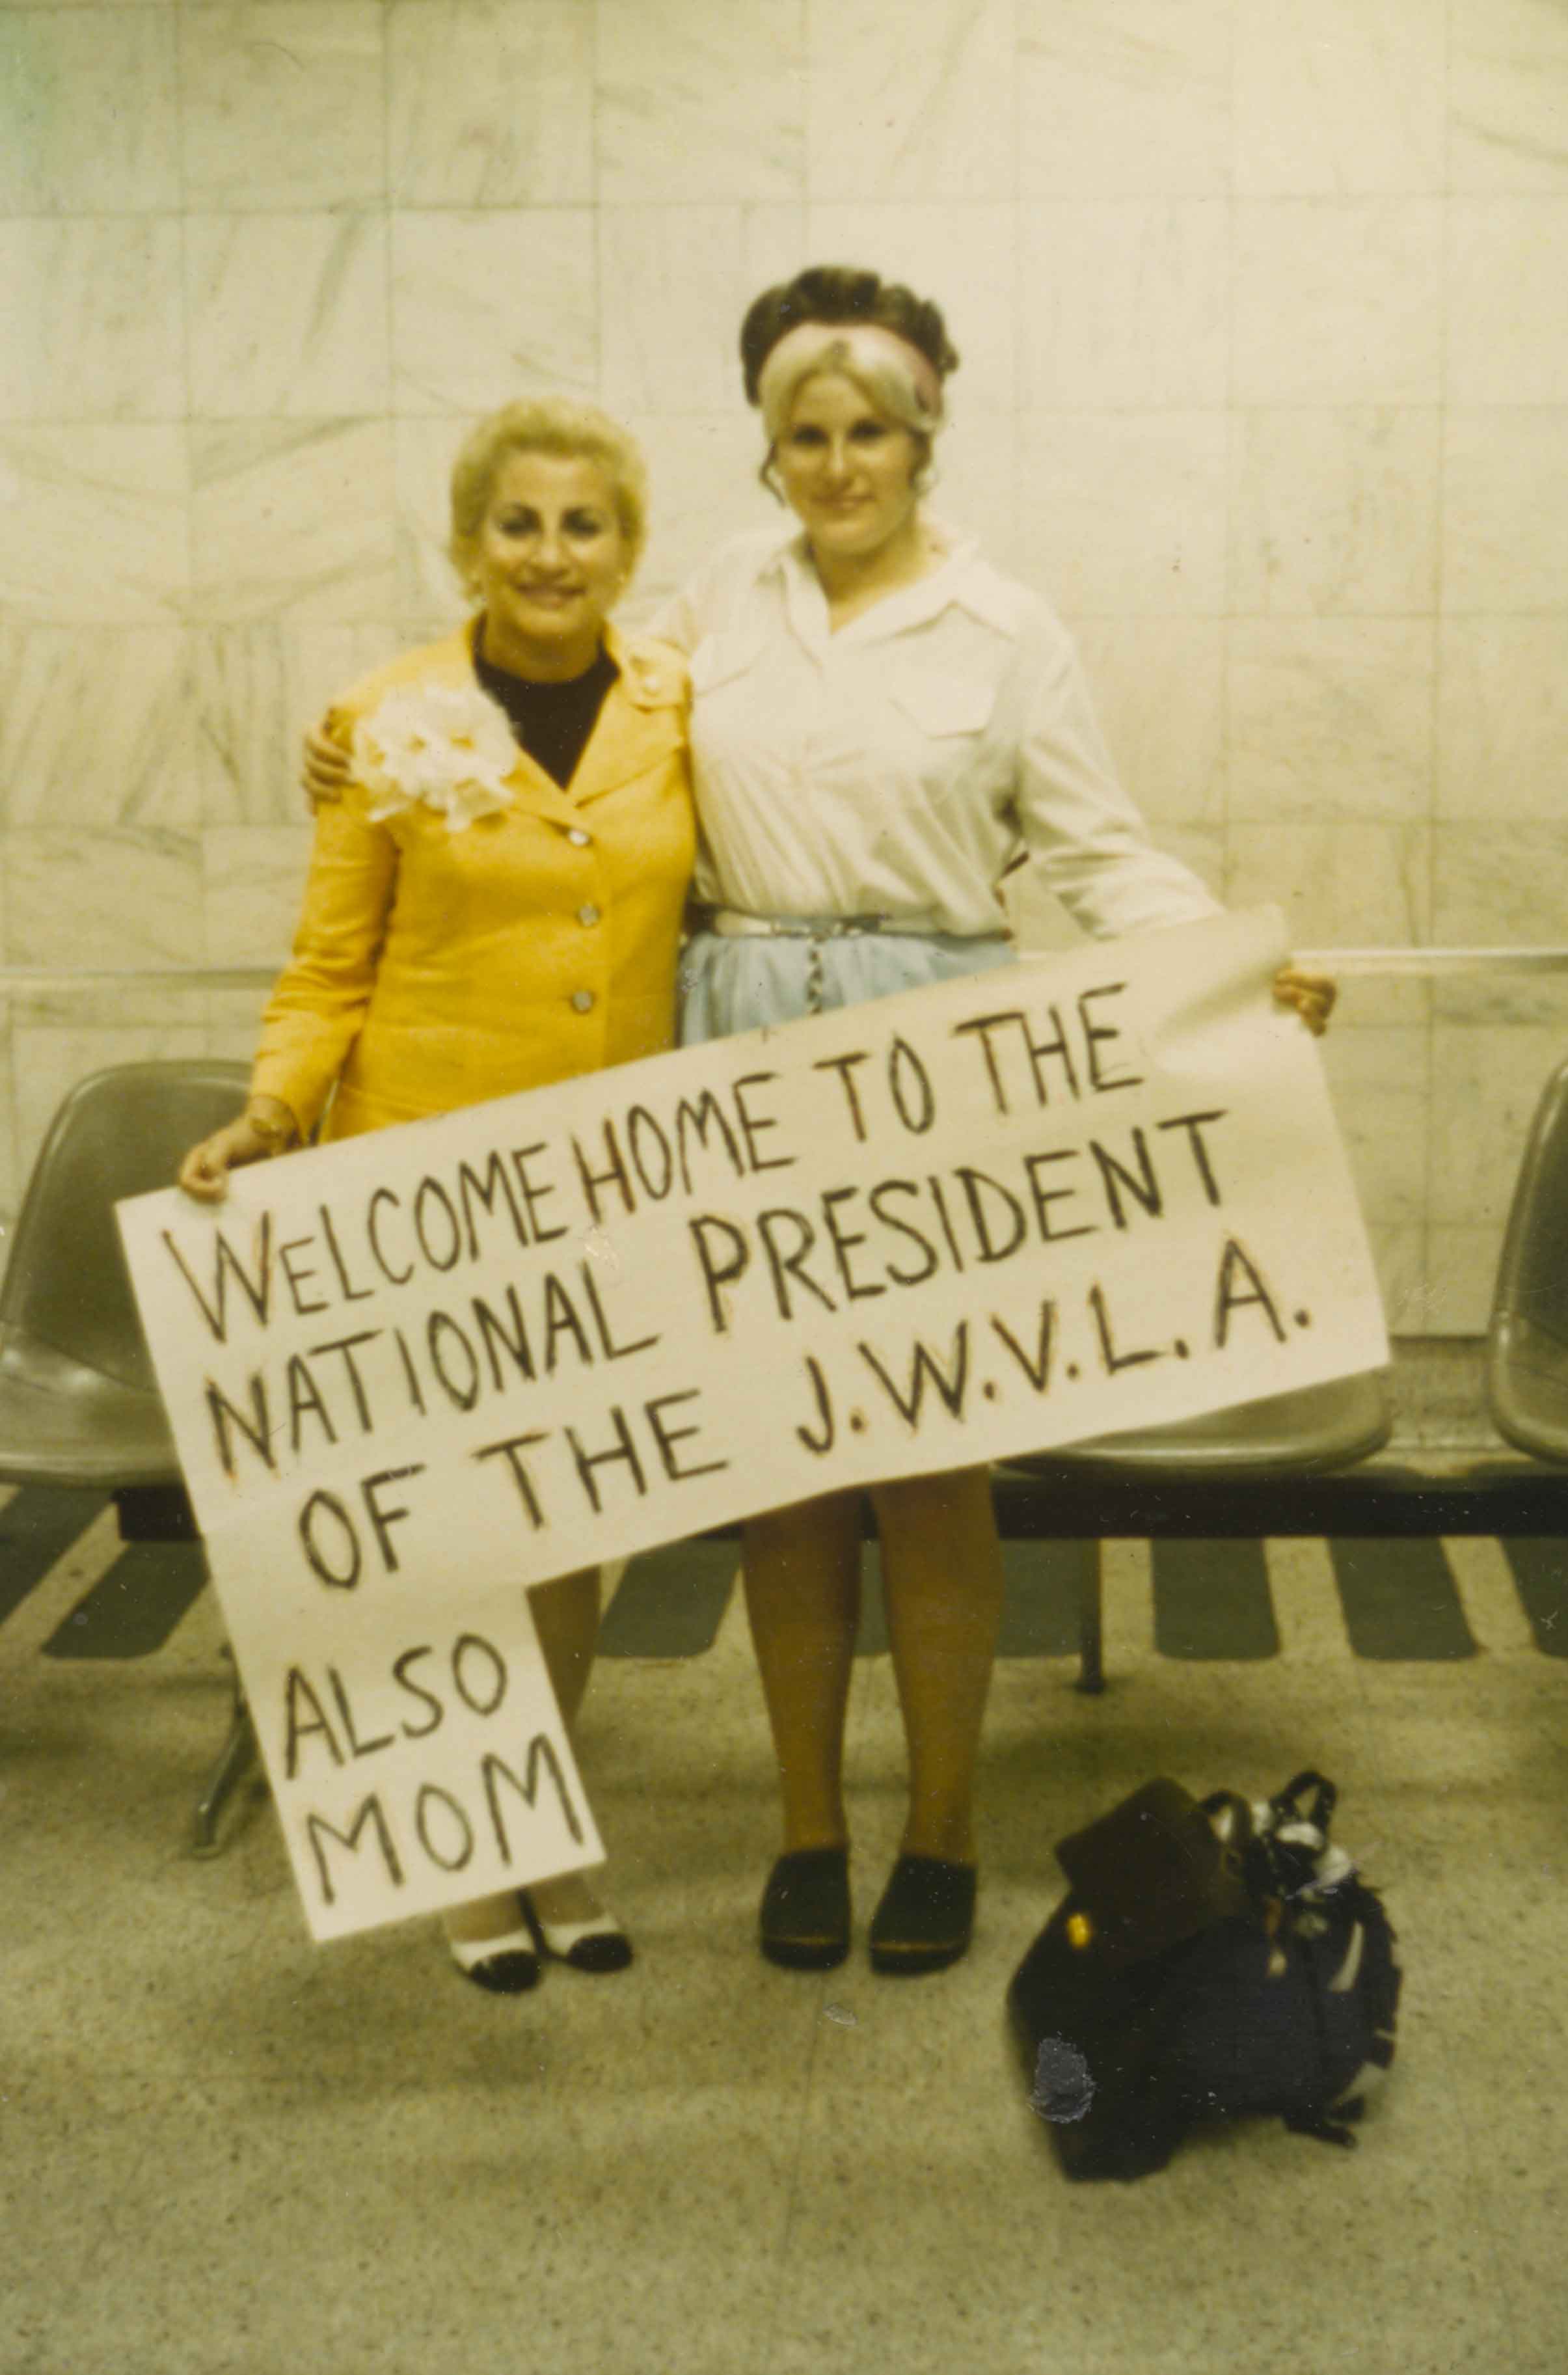 WELCOME HOME TO THE
NATIONAL PRESIDENT
OF THE J.W.V.L.A.
ALSO
MOM